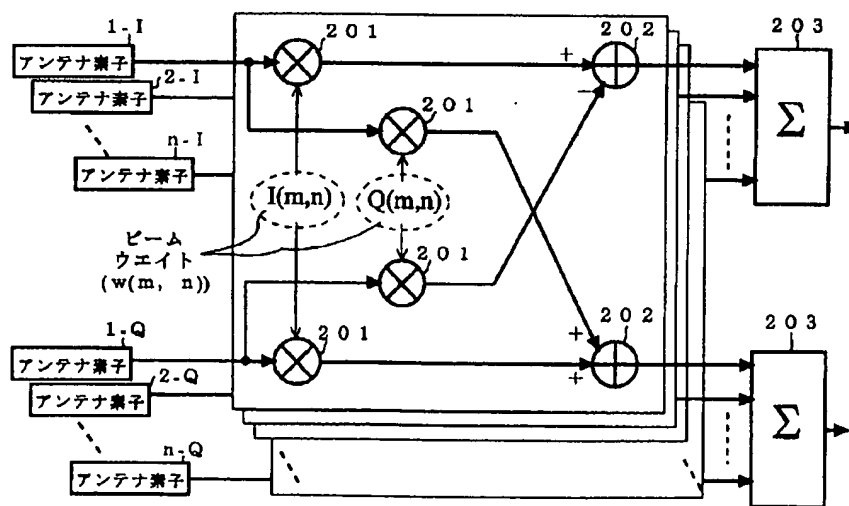 1-I
アンテナ素子
2-I
アンテナ素子
n-I
アンテナ素子
201
202
203
+
−
201
Σ
I(m,n)
Q(m,n)
ビーム
ウエイト
(w(m, n))
201
201
202
203
+
+
1-Q
アンテナ素子
2-Q
アンテナ素子
n-Q
アンテナ素子
Σ